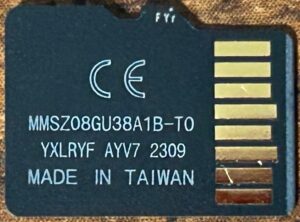 CE
MMSZ08GU38A1B-T0
YXLRYF AYV7 2309
MADE IN TAIWAN